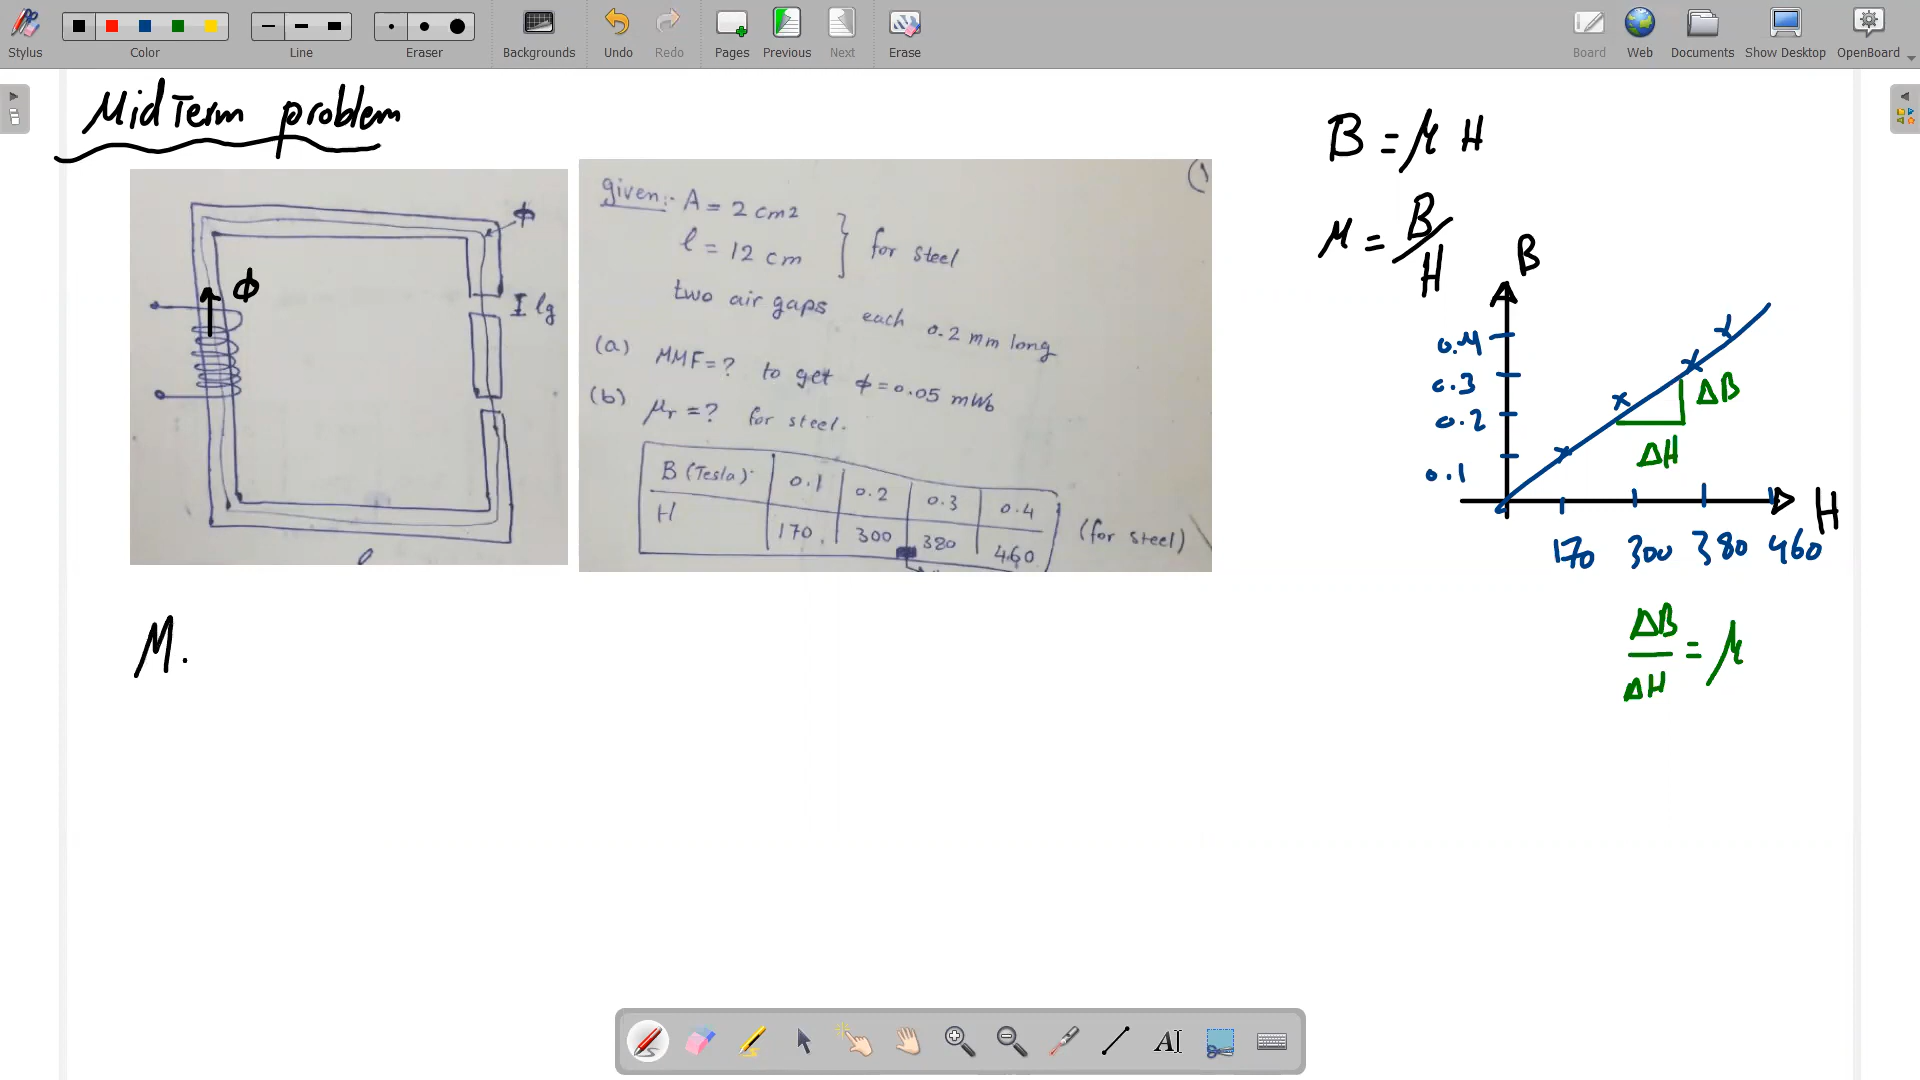 Stylus
Color
Line
Eraser
Backgrounds
Undo
Redo
Pages
Previous
Next
Erase
Board
Web
Documents
Show Desktop
OpenBoard
MidTerm problem
ϕ
ϕ
lg
l
given:- A = 2 cm2
l = 12 cm } for steel
two air gaps each 0.2 mm long
(a) MMF = ? to get ϕ = 0.05 mWb
(b) μr = ? for steel.
B (Tesla) 0.1 0.2 0.3 0.4
H 170 300 380 460 (for steel)
B = μ H
μ = B/H
B
0.4
0.3
0.2
0.1
ΔB
ΔH
H
170 300 380 460
ΔB/ΔH = μ
M.